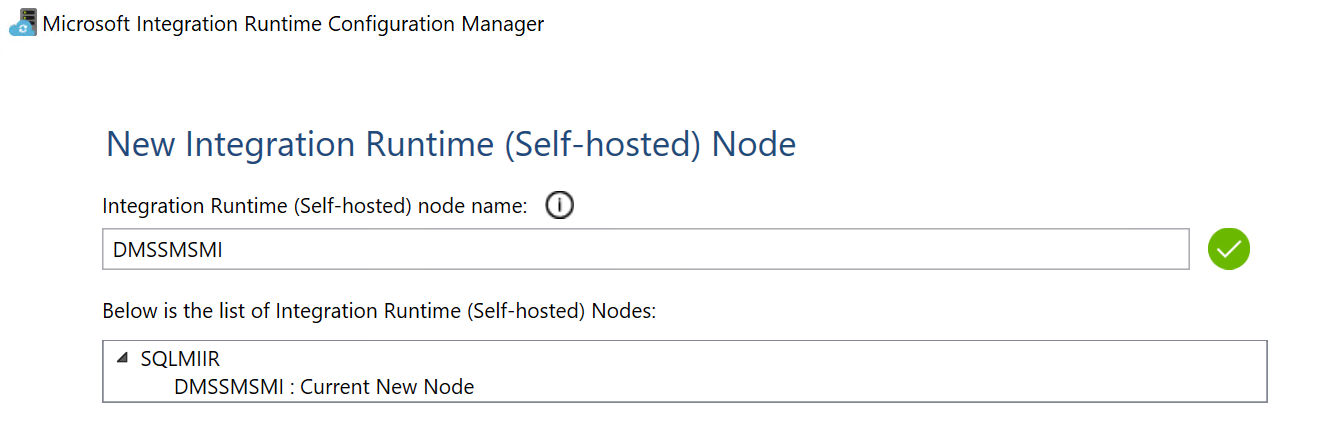 Microsoft Integration Runtime Configuration Manager
New Integration Runtime (Self-hosted) Node
Integration Runtime (Self-hosted) node name:
DMSSMSMI
Below is the list of Integration Runtime (Self-hosted) Nodes:
SQLMIIR
DMSSMSMI : Current New Node